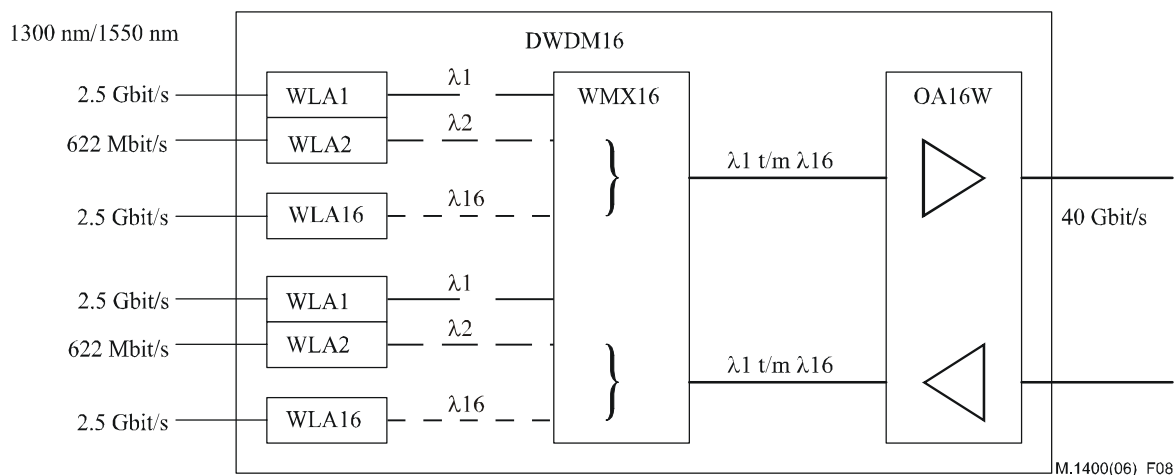 1300 nm/1550 nm
DWDM16
2.5 Gbit/s
WLA1
λ1
WMX16
OA16W
622 Mbit/s
WLA2
λ2
λ1 t/m λ16
2.5 Gbit/s
WLA16
λ16
}
40 Gbit/s
2.5 Gbit/s
WLA1
λ1
622 Mbit/s
WLA2
λ2
λ1 t/m λ16
2.5 Gbit/s
WLA16
λ16
}
M.1400(06)_F08